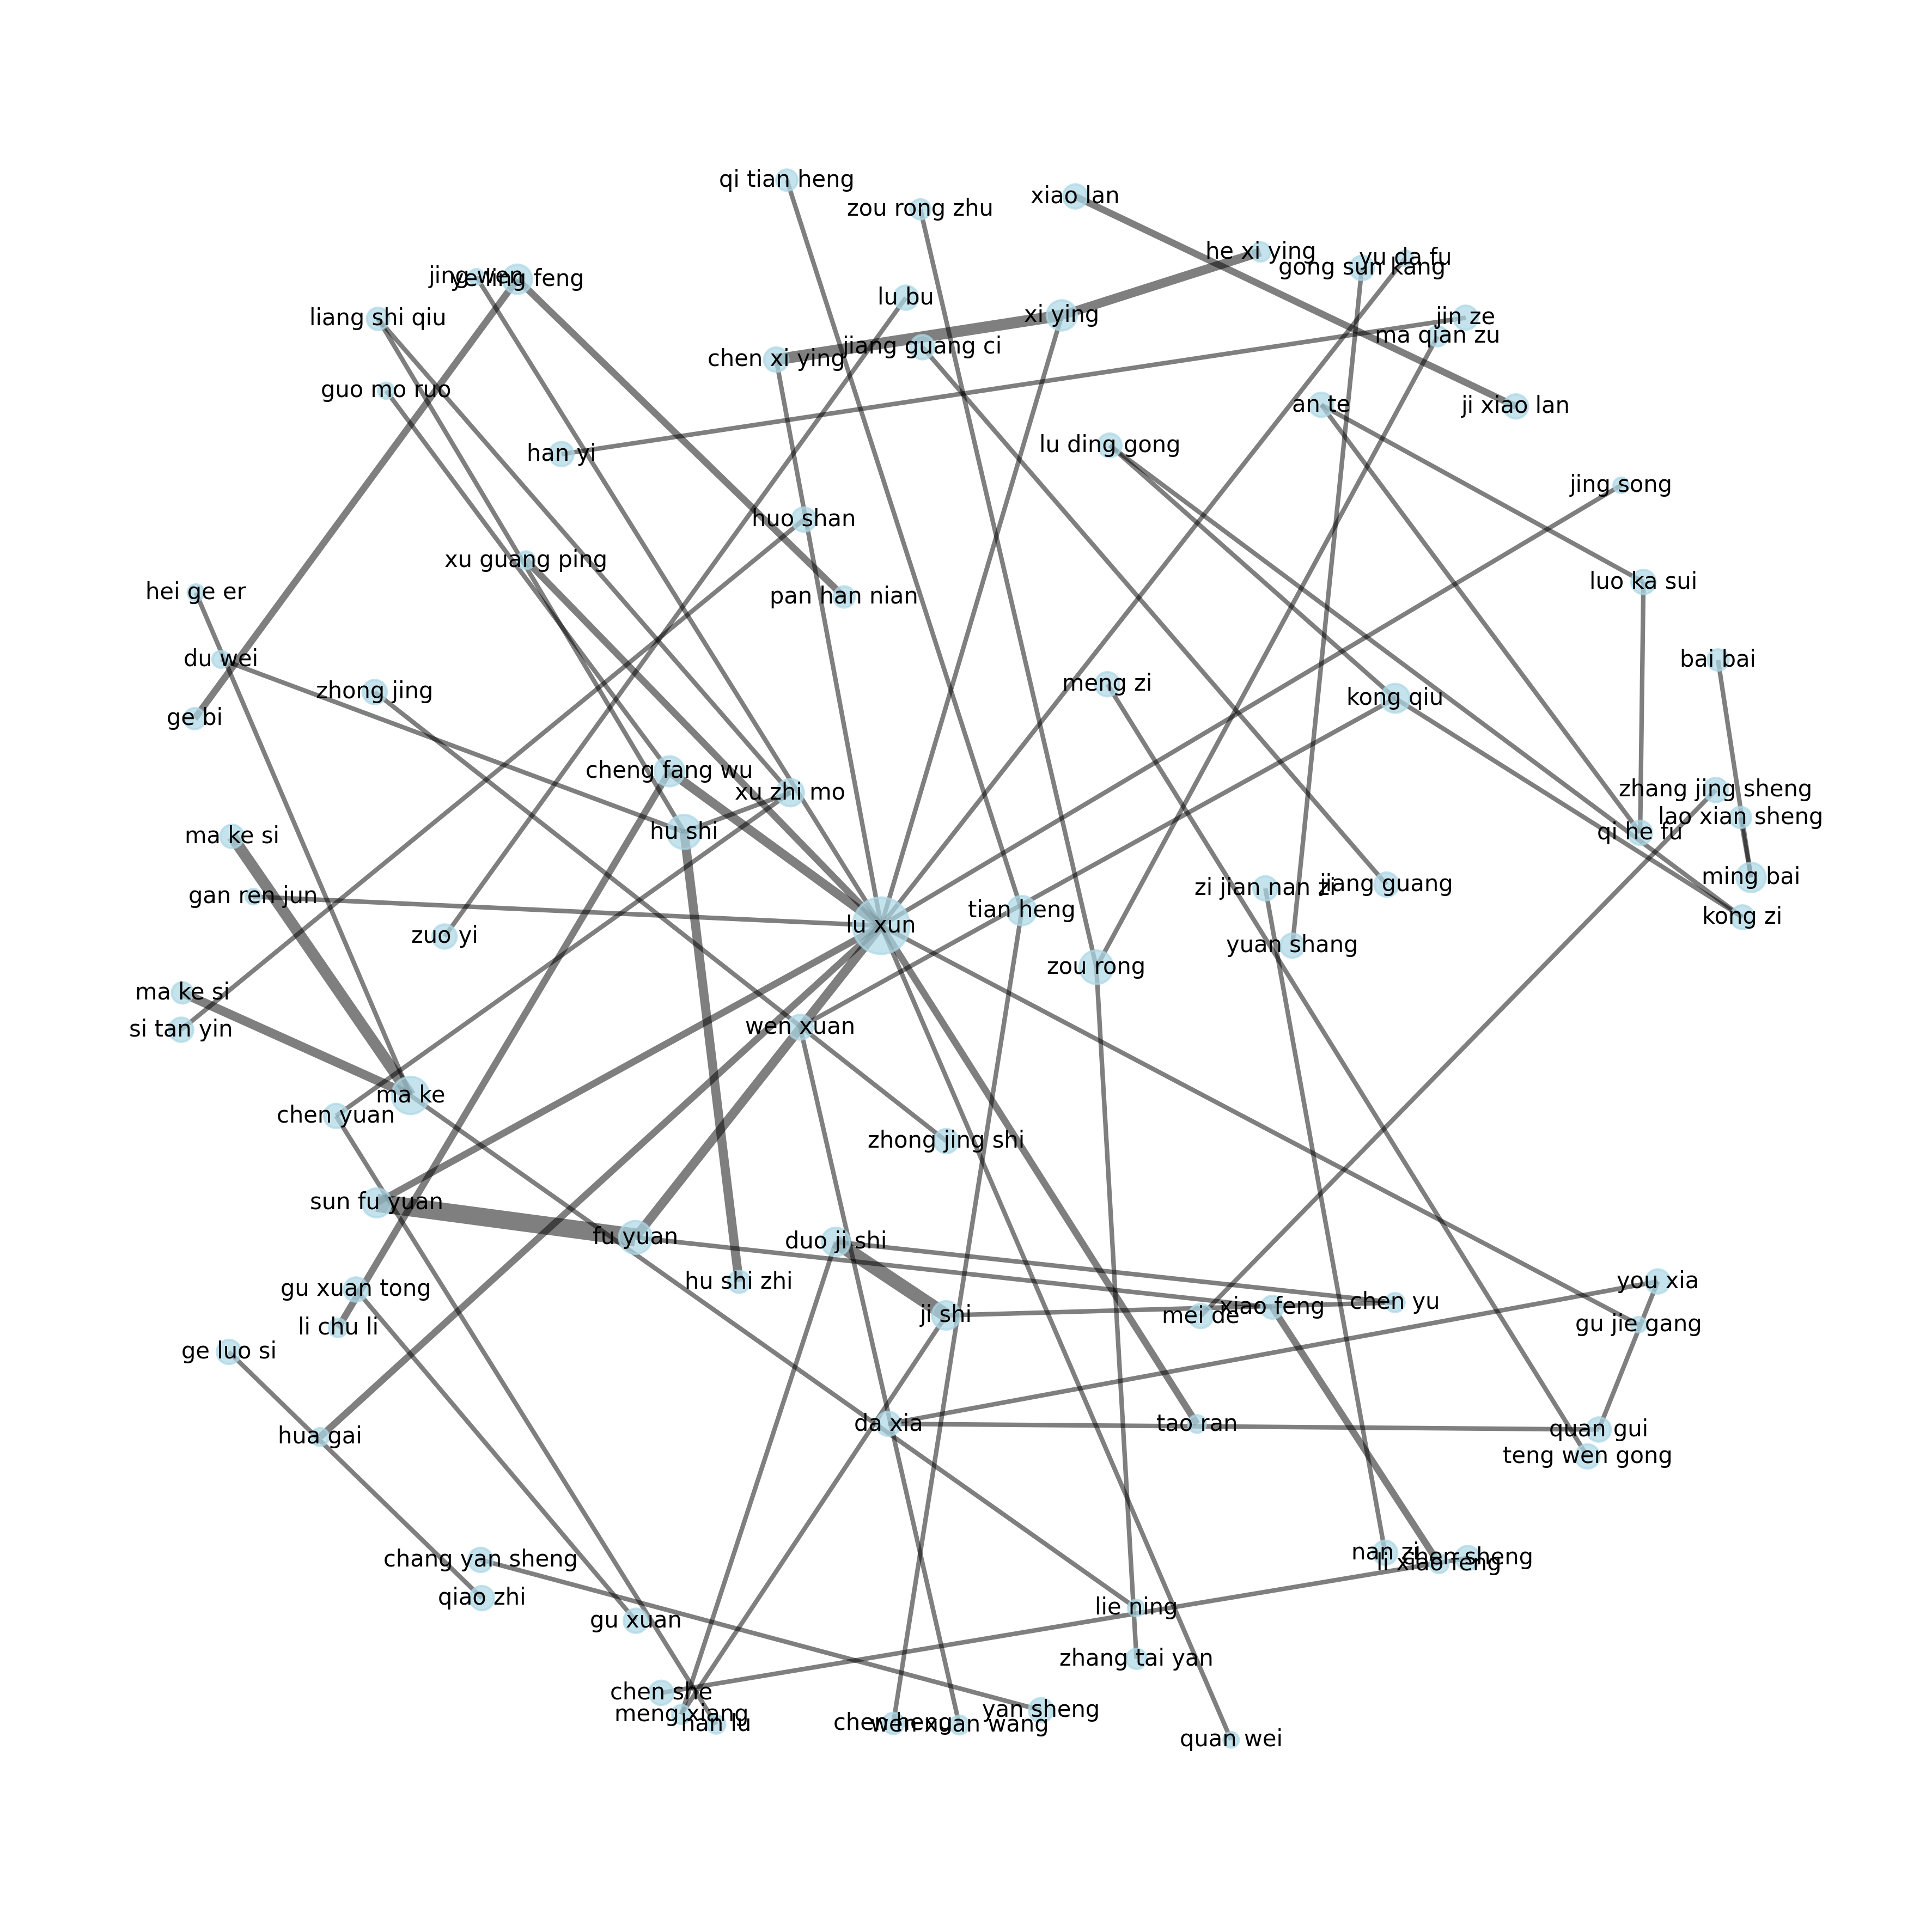 qi tian heng
xiao lan
zou rong zhu
he xi ying
yu da fu
gong sun kang
jing wen
ye ling feng
lu bu
xi ying
liang shi qiu
jin ze
ma qian zu
jiang guang ci
chen xi ying
guo mo ruo
an te
ji xiao lan
lu ding gong
han yi
jing song
huo shan
xu guang ping
luo ka sui
hei ge er
pan han nian
du wei
bai bai
meng zi
zhong jing
kong qiu
ge bi
cheng fang wu
xu zhi mo
zhang jing sheng
lao xian sheng
hu shi
qi he fu
ma ke si
ming bai
zi jian nan zi
jiang guang
gan ren jun
tian heng
kong zi
lu xun
zuo yi
yuan shang
zou rong
ma ke si
si tan yin
wen xuan
ma ke
chen yuan
zhong jing shi
sun fu yuan
fu yuan
duo ji shi
hu shi zhi
you xia
gu xuan tong
chen yu
xiao feng
mei de
ji shi
gu jie gang
li chu li
ge luo si
da xia
tao ran
quan gui
hua gai
teng wen gong
nan zi
chen sheng
li xiao feng
chang yan sheng
qiao zhi
lie ning
gu xuan
zhang tai yan
chen she
meng xiang
han lu
yan sheng
chen heng
wen xuan wang
quan wei